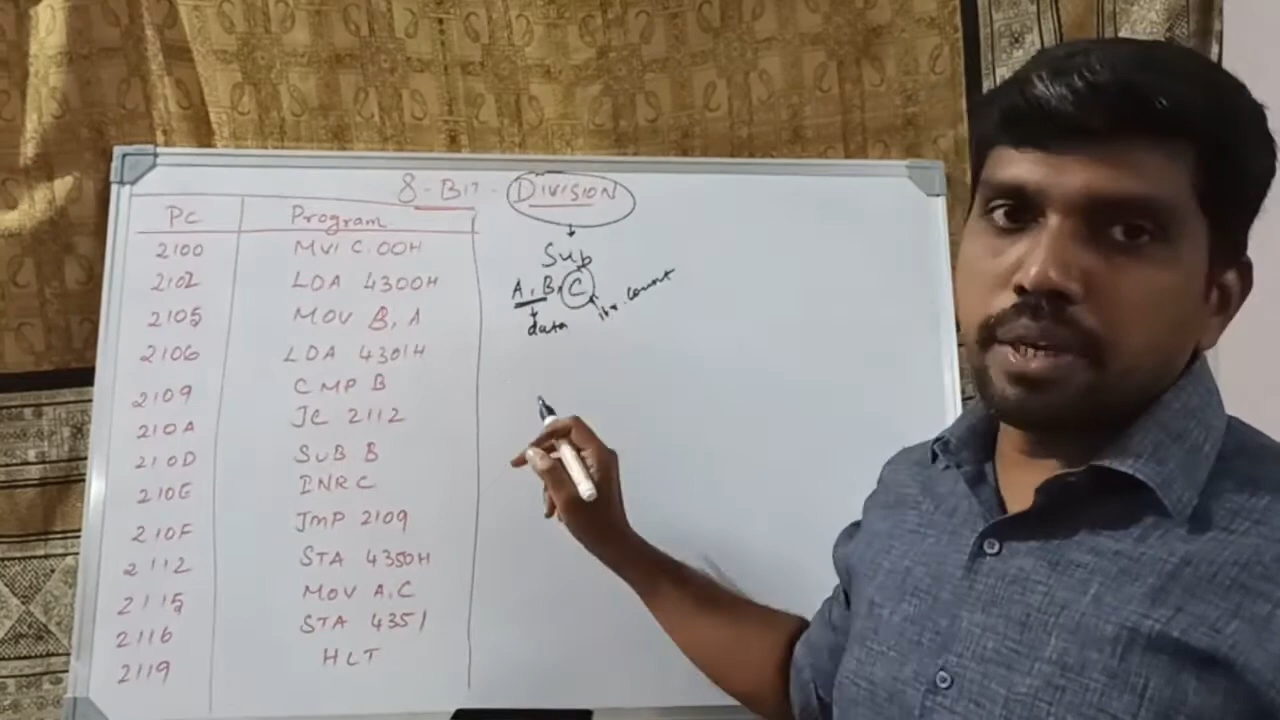 8-BIT-DIVISION
PC Program
2100 MVI C, 00H
2102 LDA 4300H
2105 MOV B, A
2106 LDA 4301H
2109 CMP B
210A JC 2112
210D SUB B
210E INR C
210F JMP 2109
2112 STA 4350H
2115 MOV A, C
2116 STA 4351
2119 HLT
Sub
A, B, C
data
count